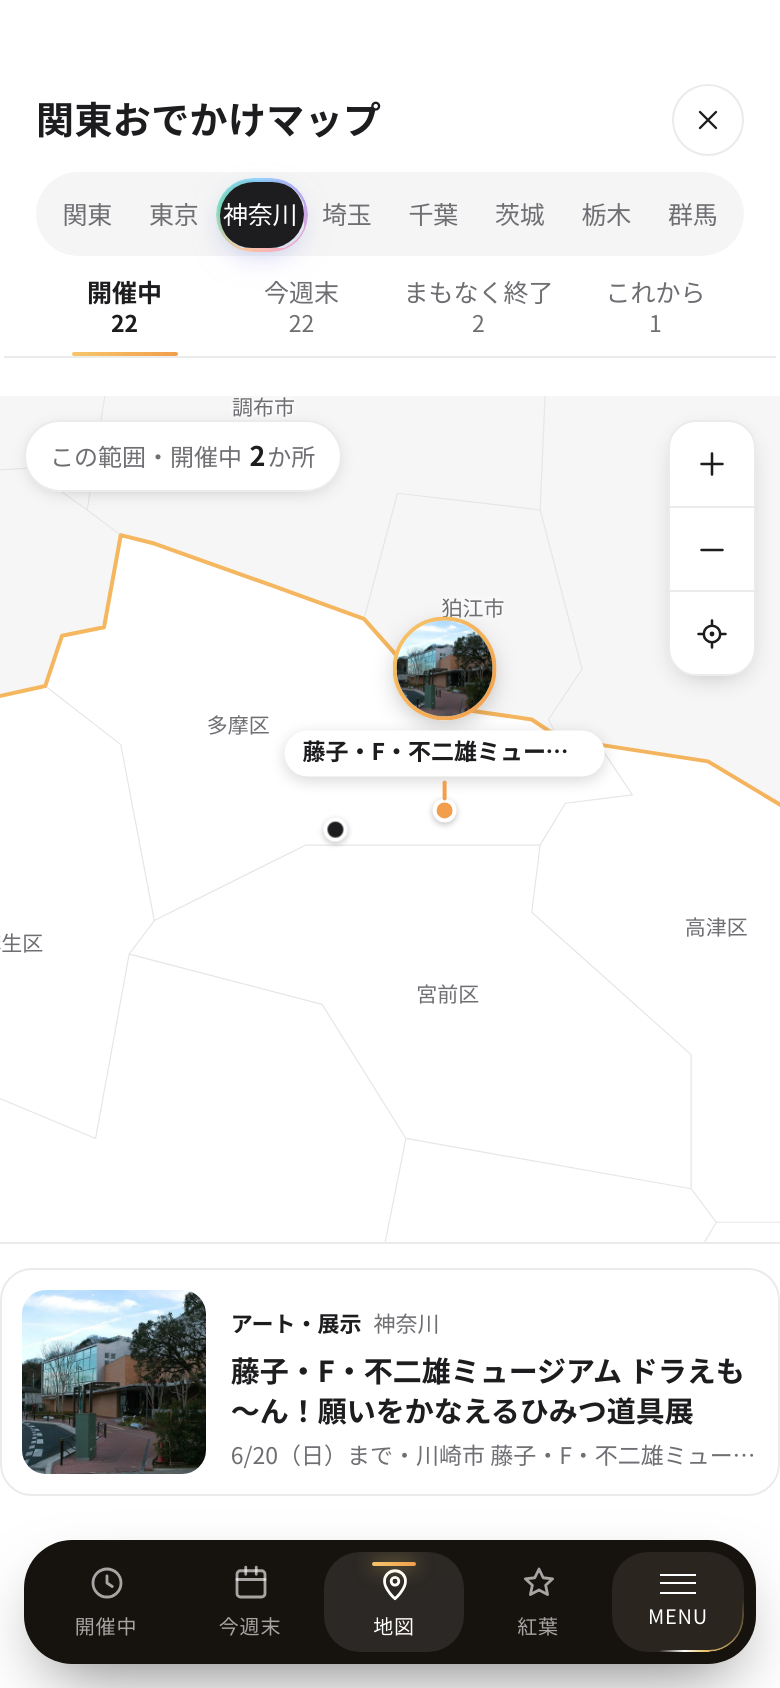 関東おでかけマップ
関東 東京 神奈川 埼玉 千葉 茨城 栃木 群馬
開催中 今週末 まもなく終了 これから
22 22 2 1
調布市
この範囲・開催中 2か所
狛江市
多摩区
藤子・F・不二雄ミュー…
高津区
生区
宮前区
アート・展示 神奈川
藤子・F・不二雄ミュージアム ドラえも
～ん！願いをかなえるひみつ道具展
6/20（日）まで・川崎市 藤子・F・不二雄ミュー…
開催中 今週末 地図 紅葉 MENU